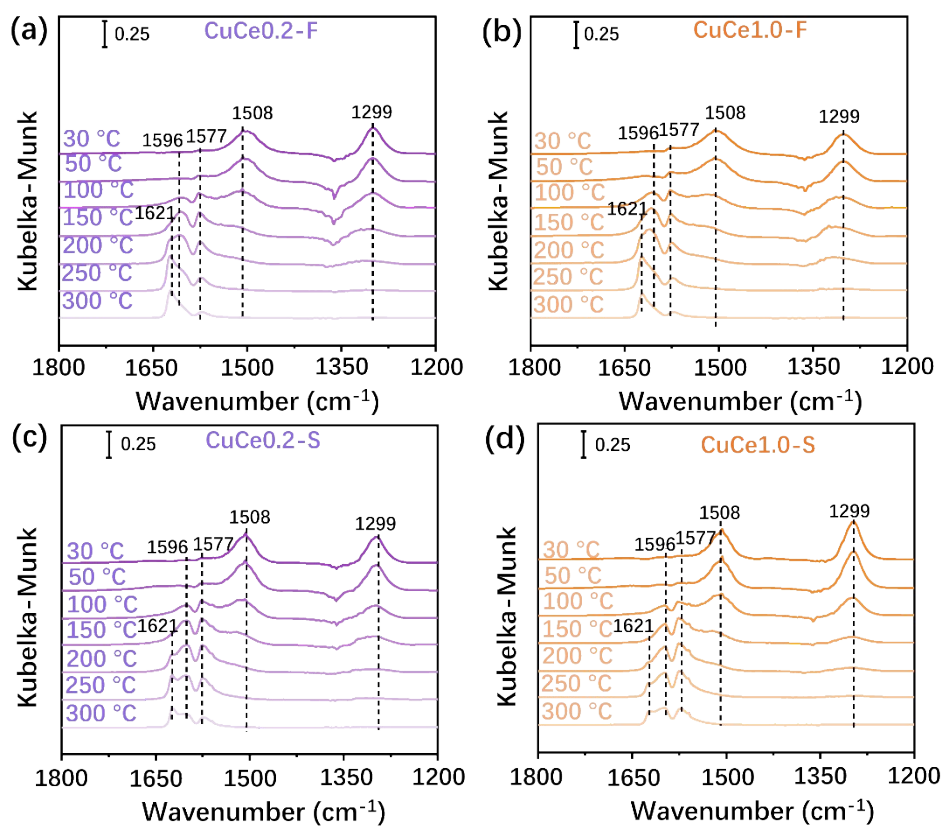 (a)
0.25
CuCe0.2-F
Kubelka-Munk
1596
1577
1508
1299
1621
30 °C
50 °C
100 °C
150 °C
200 °C
250 °C
300 °C
1800
1650
1500
1350
1200
Wavenumber (cm⁻¹)
(b)
0.25
CuCe1.0-F
Kubelka-Munk
1596
1577
1508
1299
1621
30 °C
50 °C
100 °C
150 °C
200 °C
250 °C
300 °C
1800
1650
1500
1350
1200
Wavenumber (cm⁻¹)
(c)
0.25
CuCe0.2-S
Kubelka-Munk
1596
1577
1508
1299
1621
30 °C
50 °C
100 °C
150 °C
200 °C
250 °C
300 °C
1800
1650
1500
1350
1200
Wavenumber (cm⁻¹)
(d)
0.25
CuCe1.0-S
Kubelka-Munk
1596
1577
1508
1299
1621
30 °C
50 °C
100 °C
150 °C
200 °C
250 °C
300 °C
1800
1650
1500
1350
1200
Wavenumber (cm⁻¹)